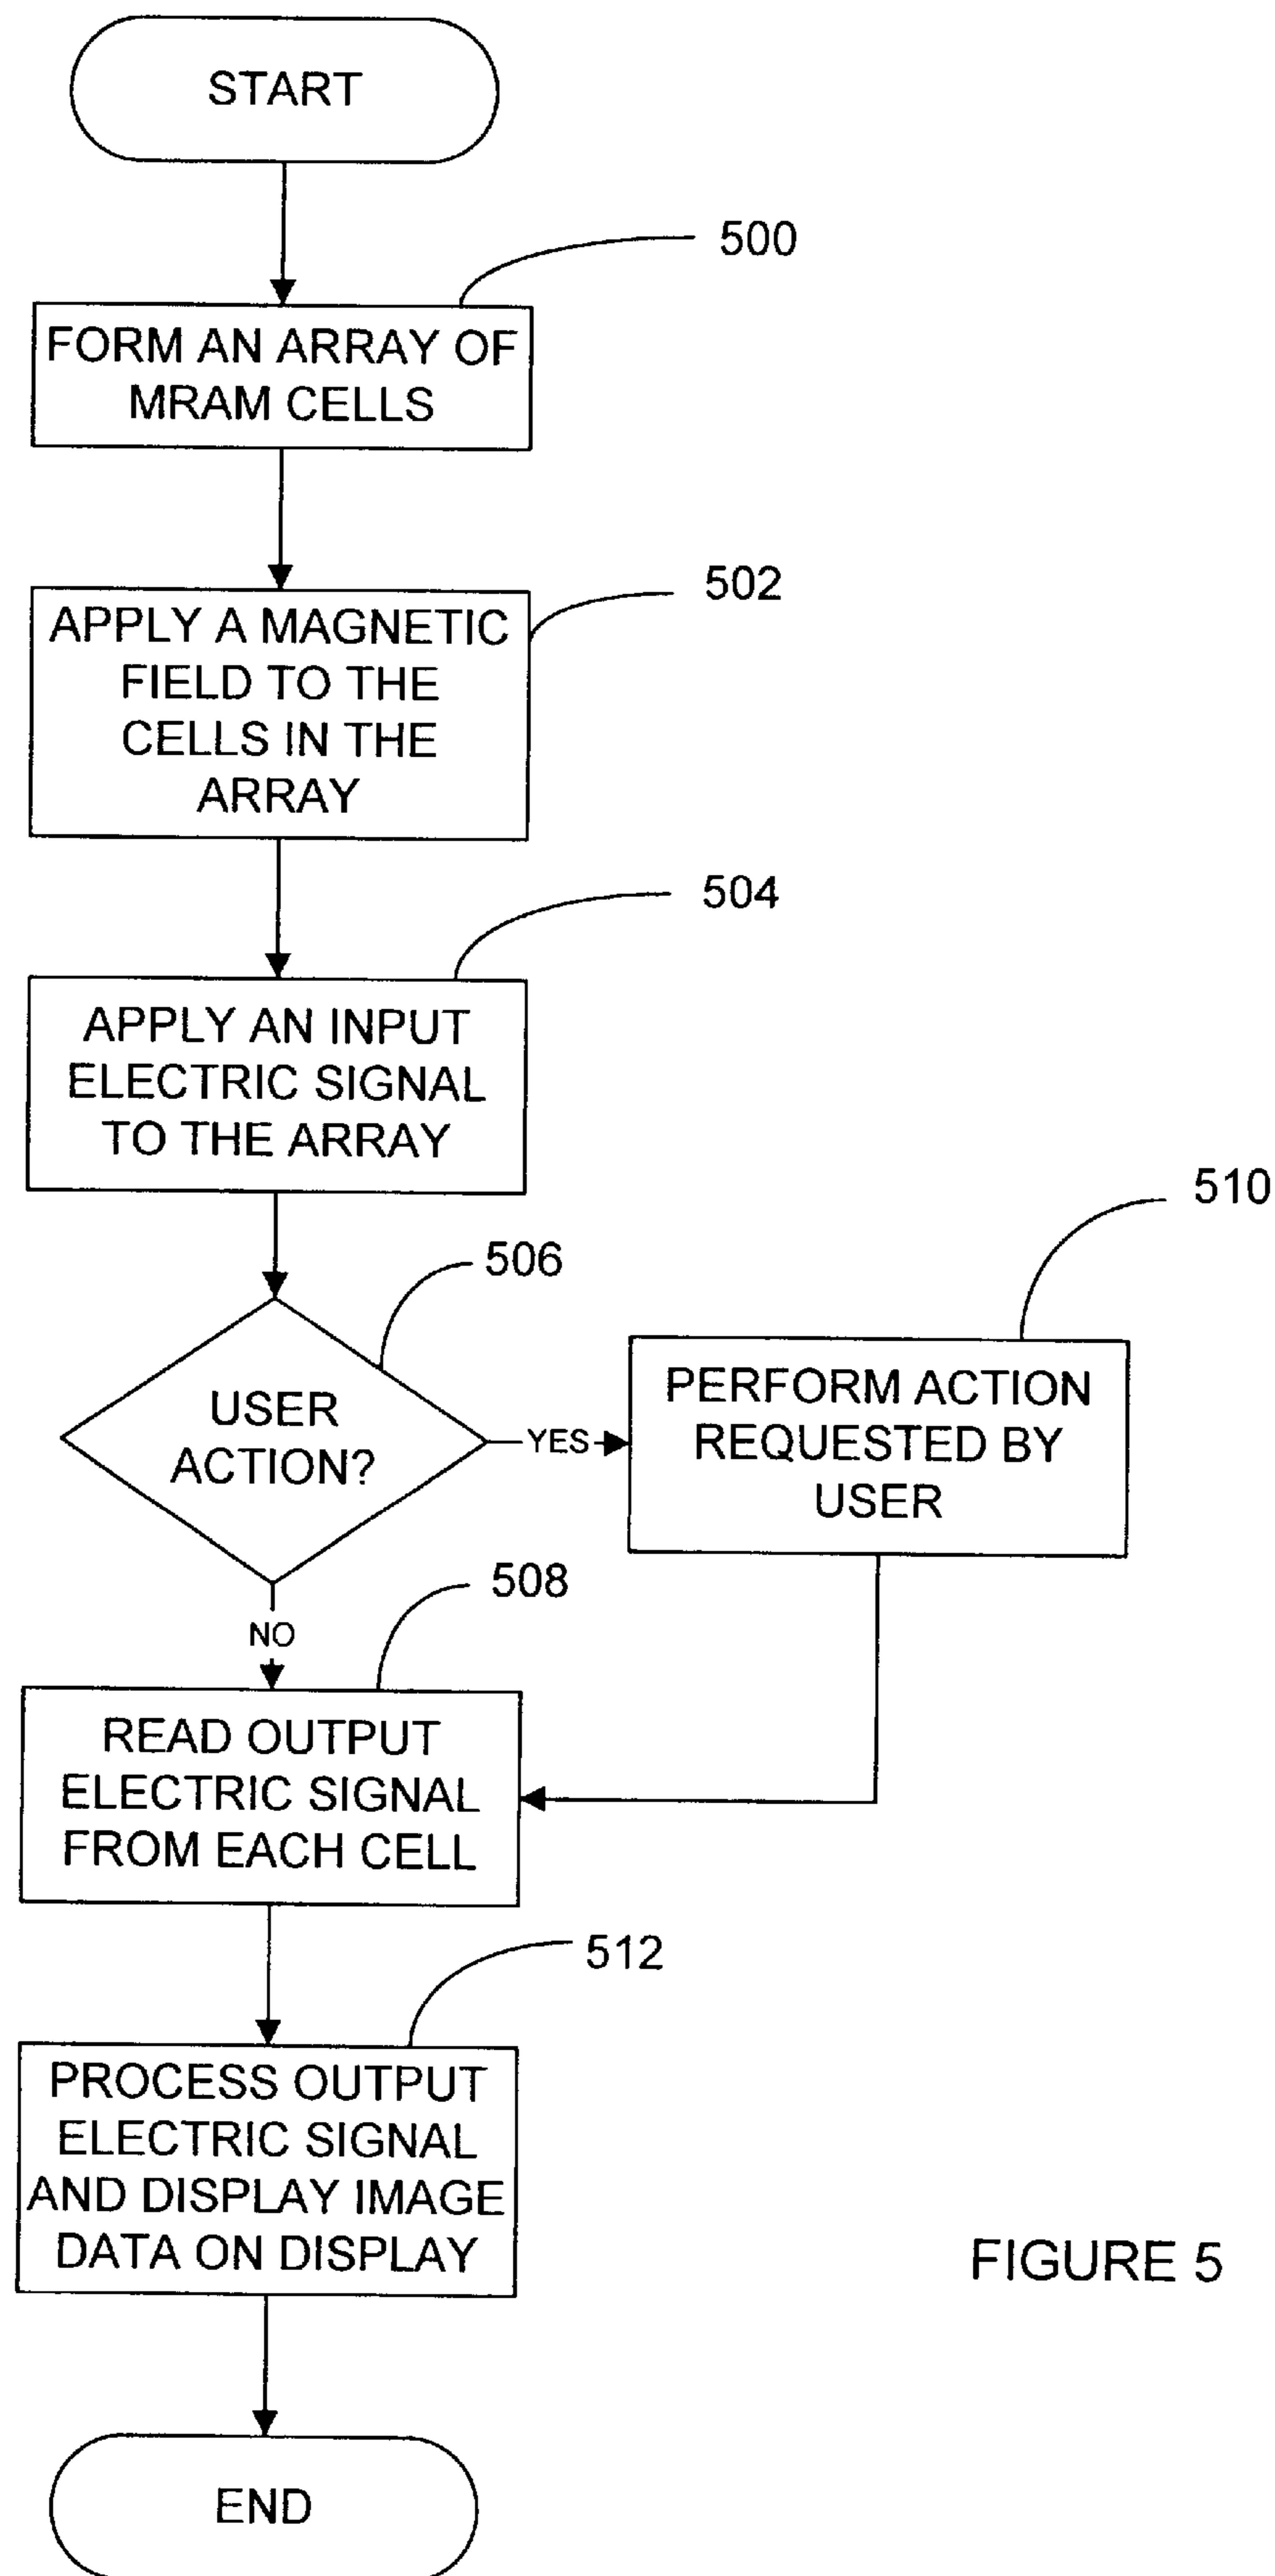 START
500
FORM AN ARRAY OF
MRAM CELLS
502
APPLY A MAGNETIC
FIELD TO THE
CELLS IN THE
ARRAY
504
APPLY AN INPUT
ELECTRIC SIGNAL
TO THE ARRAY
506
USER
ACTION?
YES
510
PERFORM ACTION
REQUESTED BY
USER
NO
508
READ OUTPUT
ELECTRIC SIGNAL
FROM EACH CELL
512
PROCESS OUTPUT
ELECTRIC SIGNAL
AND DISPLAY IMAGE
DATA ON DISPLAY
FIGURE 5
END